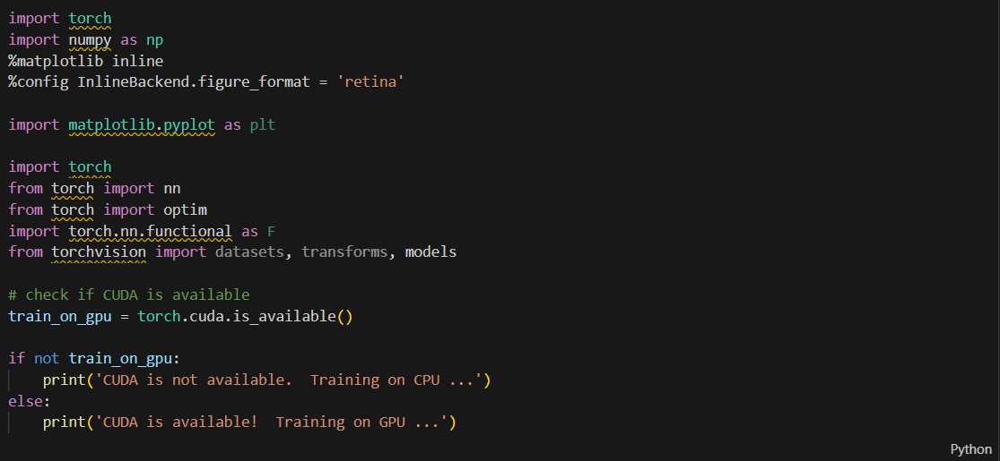 import torch
import numpy as np
%matplotlib inline
%config InlineBackend.figure_format = 'retina'

import matplotlib.pyplot as plt

import torch
from torch import nn
from torch import optim
import torch.nn.functional as F
from torchvision import datasets, transforms, models

# check if CUDA is available
train_on_gpu = torch.cuda.is_available()

if not train_on_gpu:
    print('CUDA is not available.  Training on CPU ...')
else:
    print('CUDA is available!  Training on GPU ...')
Python